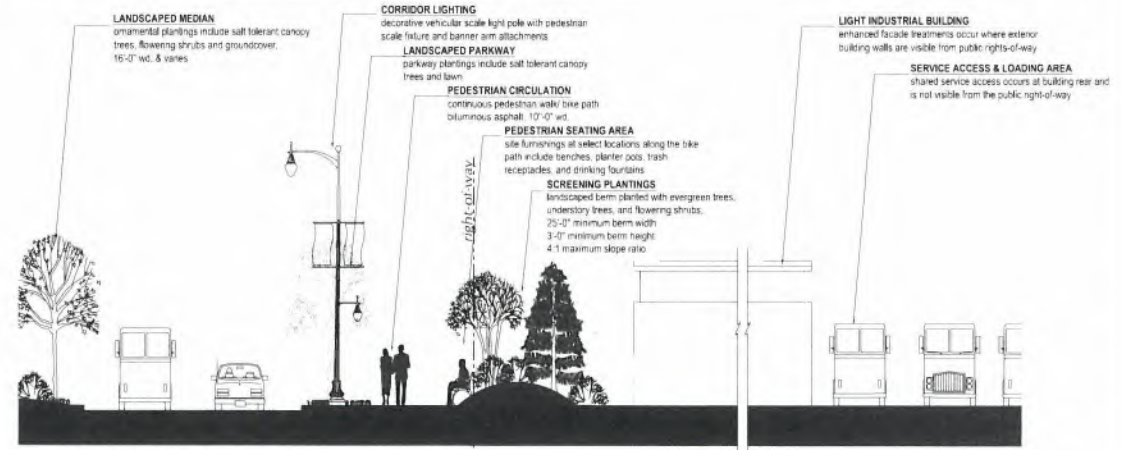 LANDSCAPED MEDIAN
ornamental plantings include salt tolerant canopy
trees, flowering shrubs and groundcover,
16'-0" wd. & varies
CORRIDOR LIGHTING
decorative vehicular scale light pole with pedestrian
scale fixture and banner arm attachments
LANDSCAPED PARKWAY
parkway plantings include salt tolerant canopy
trees and lawn
PEDESTRIAN CIRCULATION
continuous pedestrian walk/ bike path
bituminous asphalt, 10'-0" wd.
PEDESTRIAN SEATING AREA
site furnishings at select locations along the bike
path include benches, planter pots, trash
receptacles, and drinking fountains
SCREENING PLANTINGS
landscaped berm planted with evergreen trees,
understory trees, and flowering shrubs,
25'-0" minimum berm width
3'-0" minimum berm height
4:1 maximum slope ratio
right-of-way
LIGHT INDUSTRIAL BUILDING
enhanced facade treatments occur where exterior
building walls are visible from public rights-of-way
SERVICE ACCESS & LOADING AREA
shared service access occurs at building rear and
is not visible from the public right-of-way